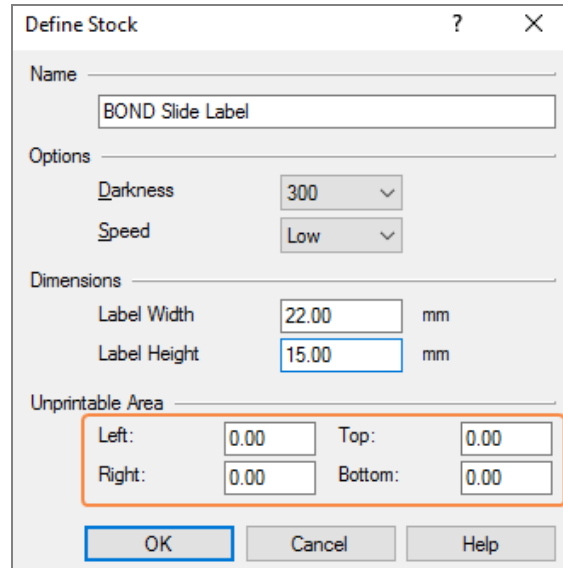 Define Stock ? ×
Name
BOND Slide Label
Options
Darkness 300
Speed Low
Dimensions
Label Width 22.00 mm
Label Height 15.00 mm
Unprintable Area
Left: 0.00 Top: 0.00
Right: 0.00 Bottom: 0.00
OK Cancel Help